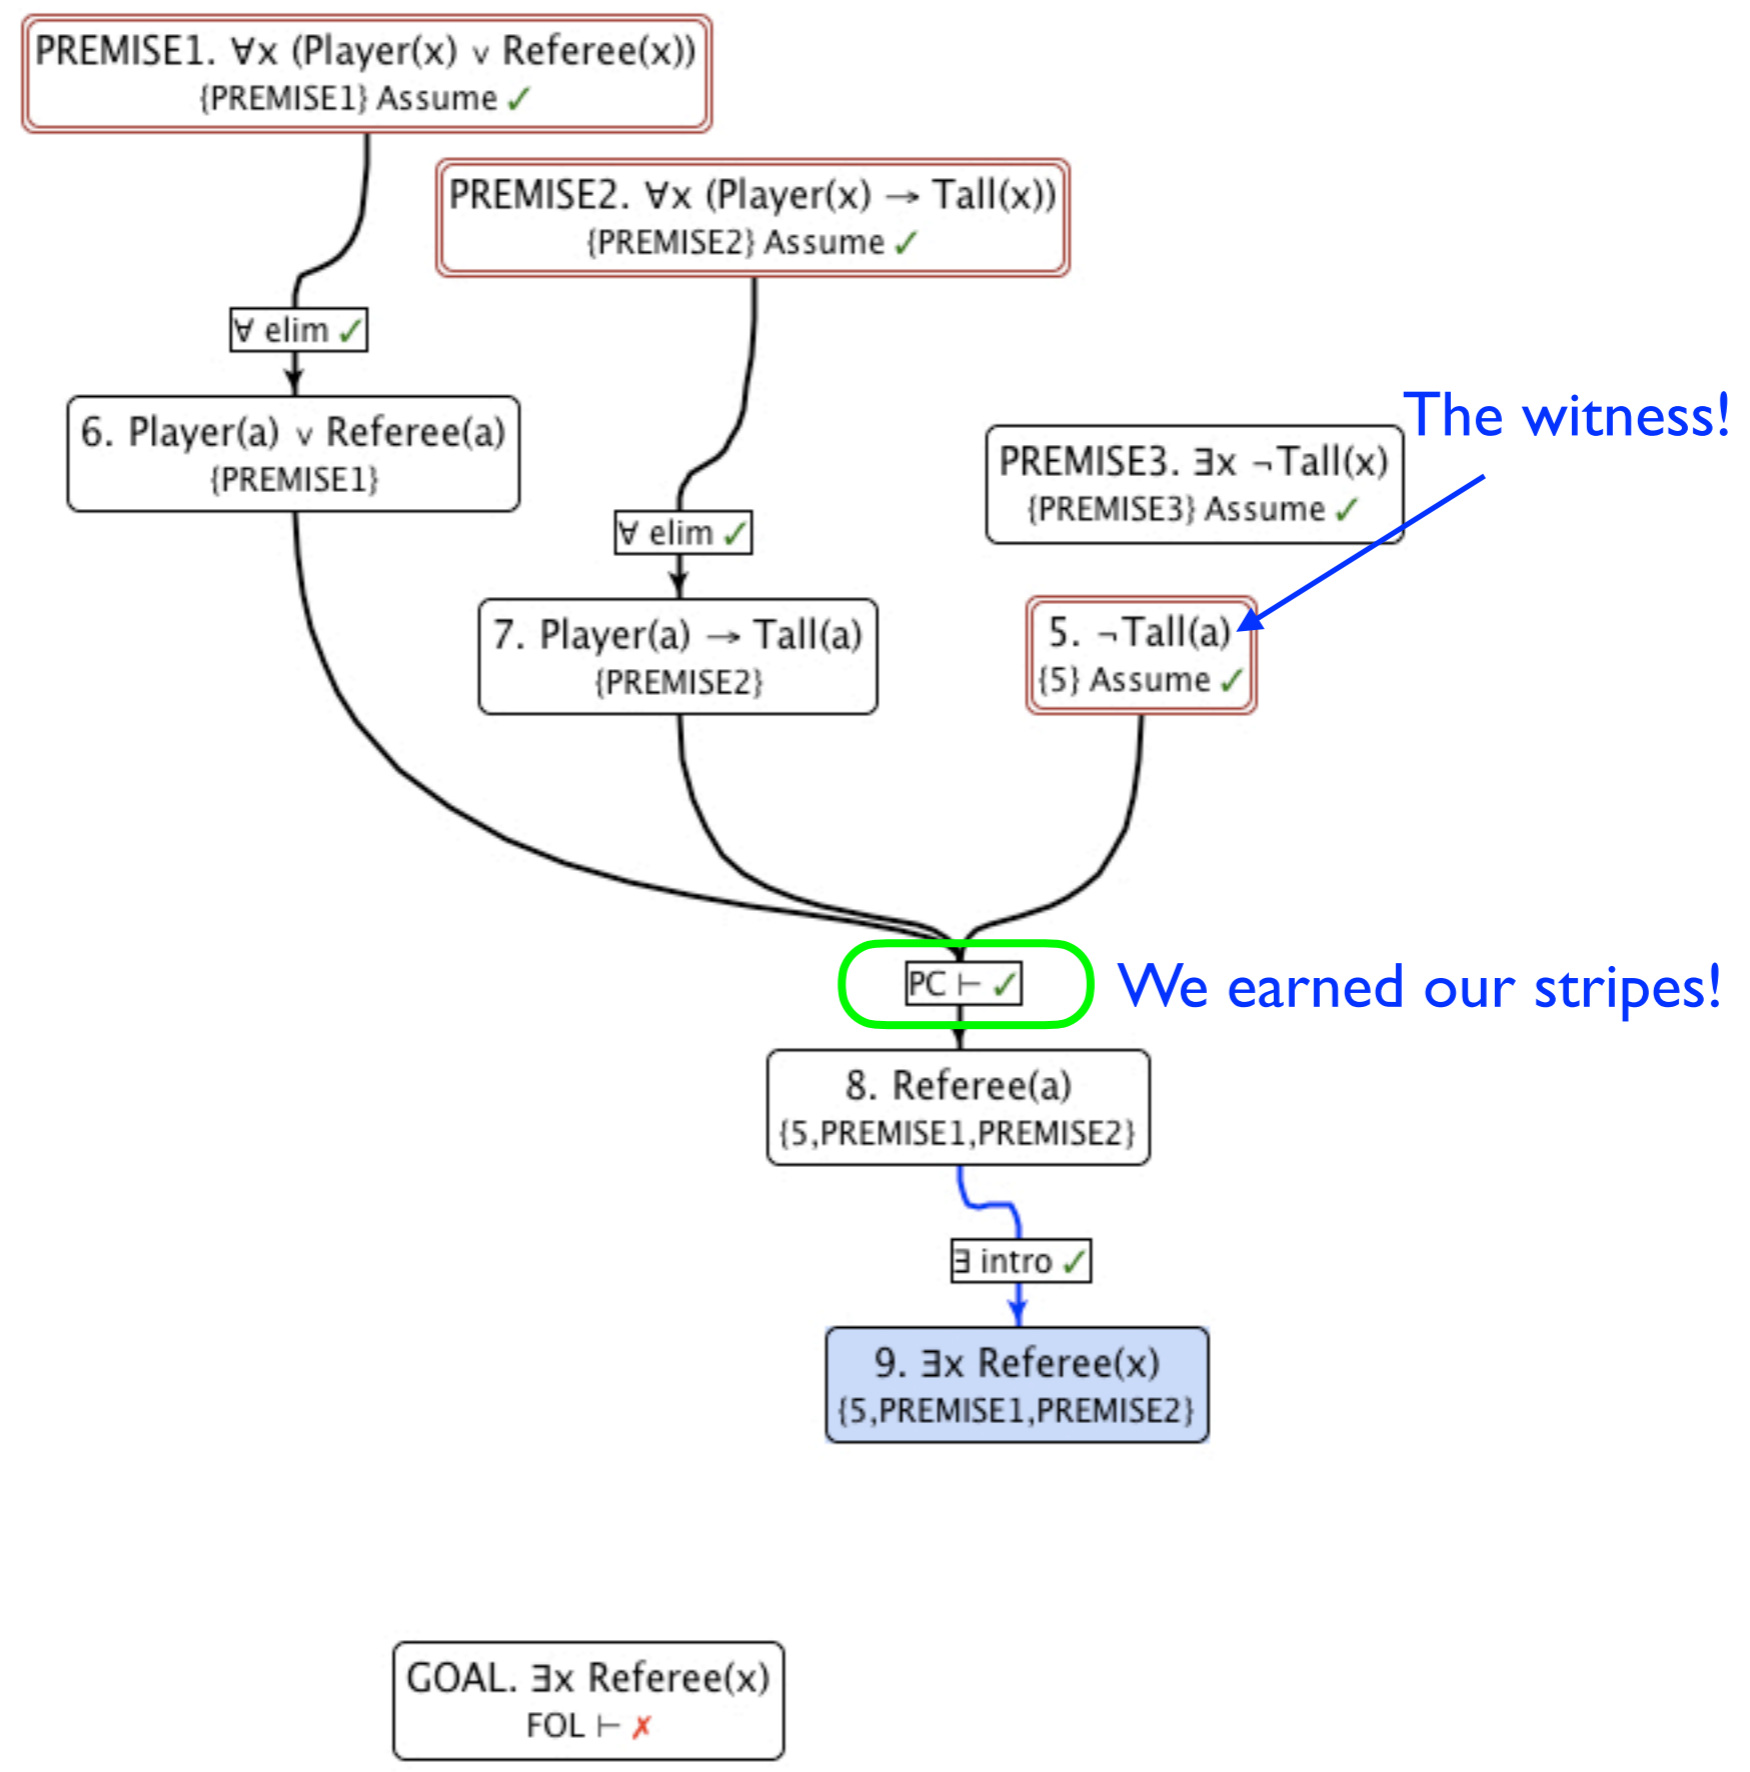 PREMISE1. ∀x (Player(x) ∨ Referee(x))
{PREMISE1} Assume ✓
PREMISE2. ∀x (Player(x) → Tall(x))
{PREMISE2} Assume ✓
∀ elim ✓
6. Player(a) ∨ Referee(a)
{PREMISE1}
The witness!
PREMISE3. ∃x ¬Tall(x)
{PREMISE3} Assume ✓
∀ elim ✓
7. Player(a) → Tall(a)
{PREMISE2}
5. ¬Tall(a)
{5} Assume ✓
PC ⊢ ✓
We earned our stripes!
8. Referee(a)
{5,PREMISE1,PREMISE2}
∃ intro ✓
9. ∃x Referee(x)
{5,PREMISE1,PREMISE2}
GOAL. ∃x Referee(x)
FOL ⊢ ✗